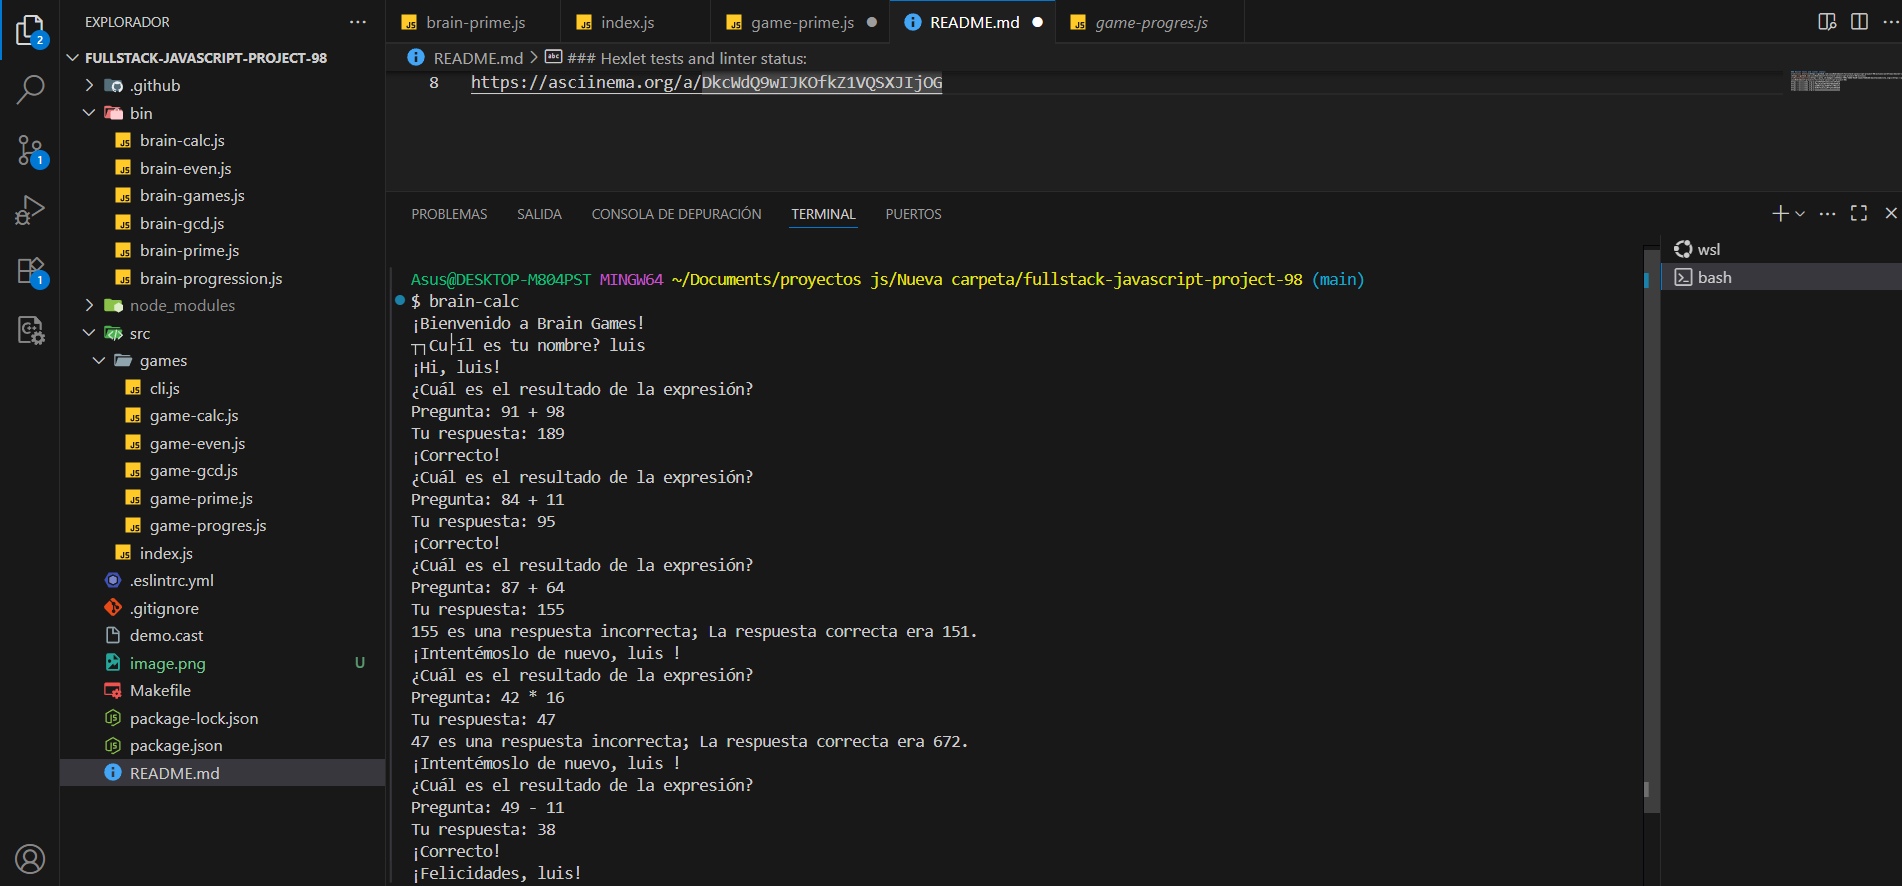 EXPLORADOR
FULLSTACK-JAVASCRIPT-PROJECT-98
.github
bin
brain-calc.js
brain-even.js
brain-games.js
brain-gcd.js
brain-prime.js
brain-progression.js
node_modules
src
games
cli.js
game-calc.js
game-even.js
game-gcd.js
game-prime.js
game-progres.js
index.js
.eslintrc.yml
.gitignore
demo.cast
image.png U
Makefile
package-lock.json
package.json
README.md
2
1
1
brain-prime.js index.js game-prime.js README.md game-progres.js
README.md > ### Hexlet tests and linter status:
8 https://asciinema.org/a/DkcWdQ9wIJKOfkZ1VQSXJIjOG
PROBLEMAS SALIDA CONSOLA DE DEPURACIÓN TERMINAL PUERTOS
wsl
bash
Asus@DESKTOP-M804PST MINGW64 ~/Documents/proyectos js/Nueva carpeta/fullstack-javascript-project-98 (main)
$ brain-calc
¡Bienvenido a Brain Games!
┬┐Cu├íl es tu nombre? luis
¡Hi, luis!
¿Cuál es el resultado de la expresión?
Pregunta: 91 + 98
Tu respuesta: 189
¡Correcto!
¿Cuál es el resultado de la expresión?
Pregunta: 84 + 11
Tu respuesta: 95
¡Correcto!
¿Cuál es el resultado de la expresión?
Pregunta: 87 + 64
Tu respuesta: 155
155 es una respuesta incorrecta; La respuesta correcta era 151.
¡Intentémoslo de nuevo, luis !
¿Cuál es el resultado de la expresión?
Pregunta: 42 * 16
Tu respuesta: 47
47 es una respuesta incorrecta; La respuesta correcta era 672.
¡Intentémoslo de nuevo, luis !
¿Cuál es el resultado de la expresión?
Pregunta: 49 - 11
Tu respuesta: 38
¡Correcto!
¡Felicidades, luis!